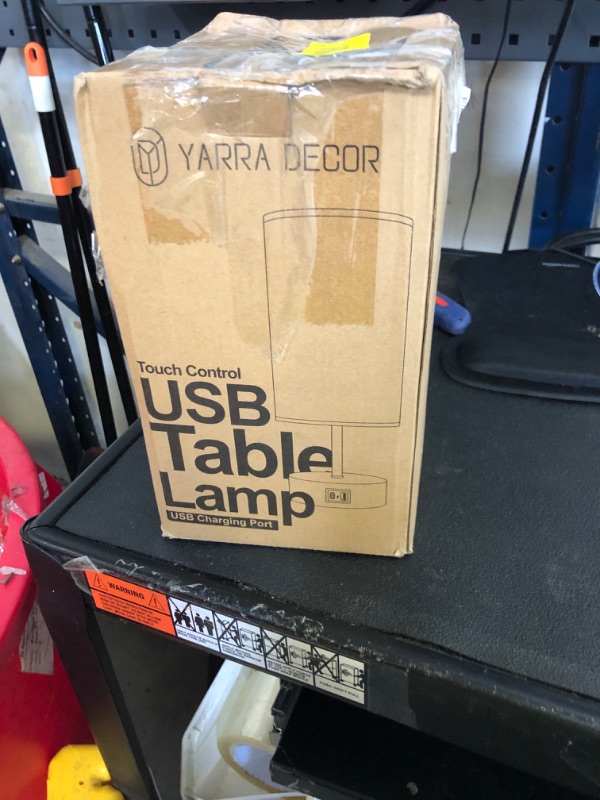 YARRA DECOR
Touch Control
USB
Table
Lamp
USB Charging Port
WARNING